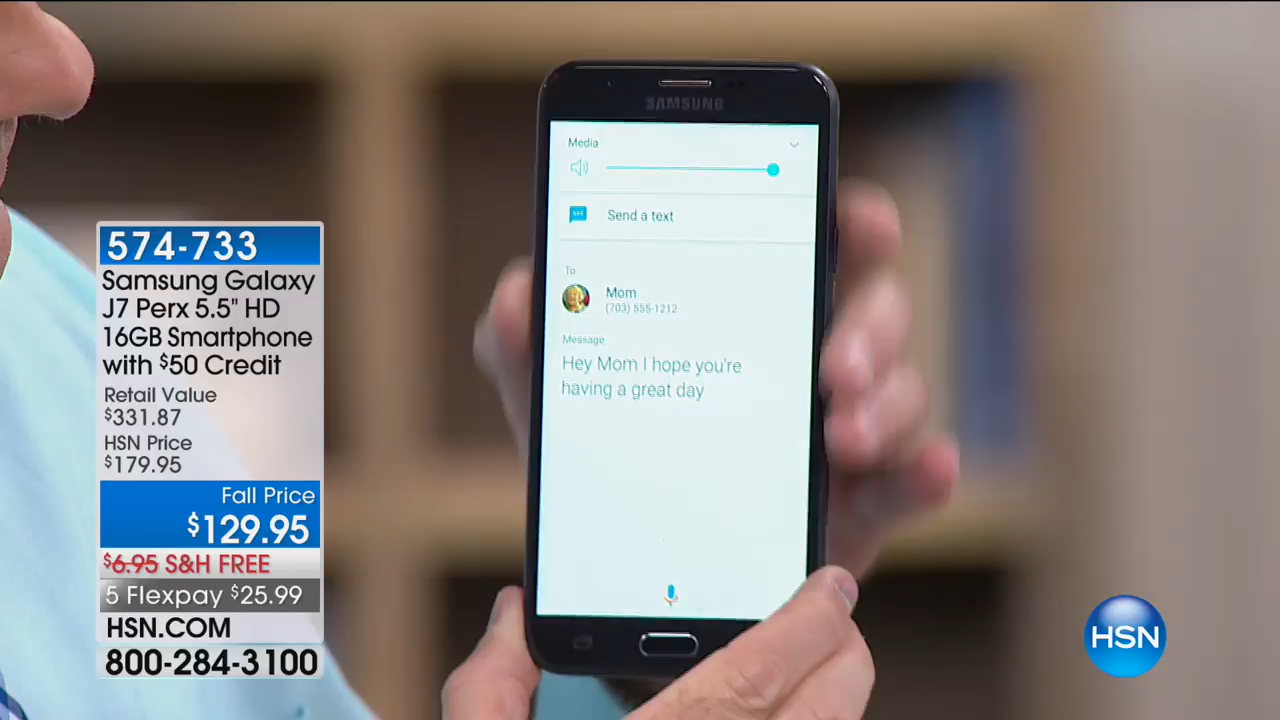 574-733
Samsung Galaxy
J7 Perx 5.5" HD
16GB Smartphone
with $50 Credit
Retail Value
$331.87
HSN Price
$179.95
Fall Price
$129.95
$6.95 S&H FREE
5 Flexpay $25.99
HSN.COM
800-284-3100
SAMSUNG
Media
Send a text
To
Mom
(703) 555-1212
Message
Hey Mom I hope you're
having a great day
HSN